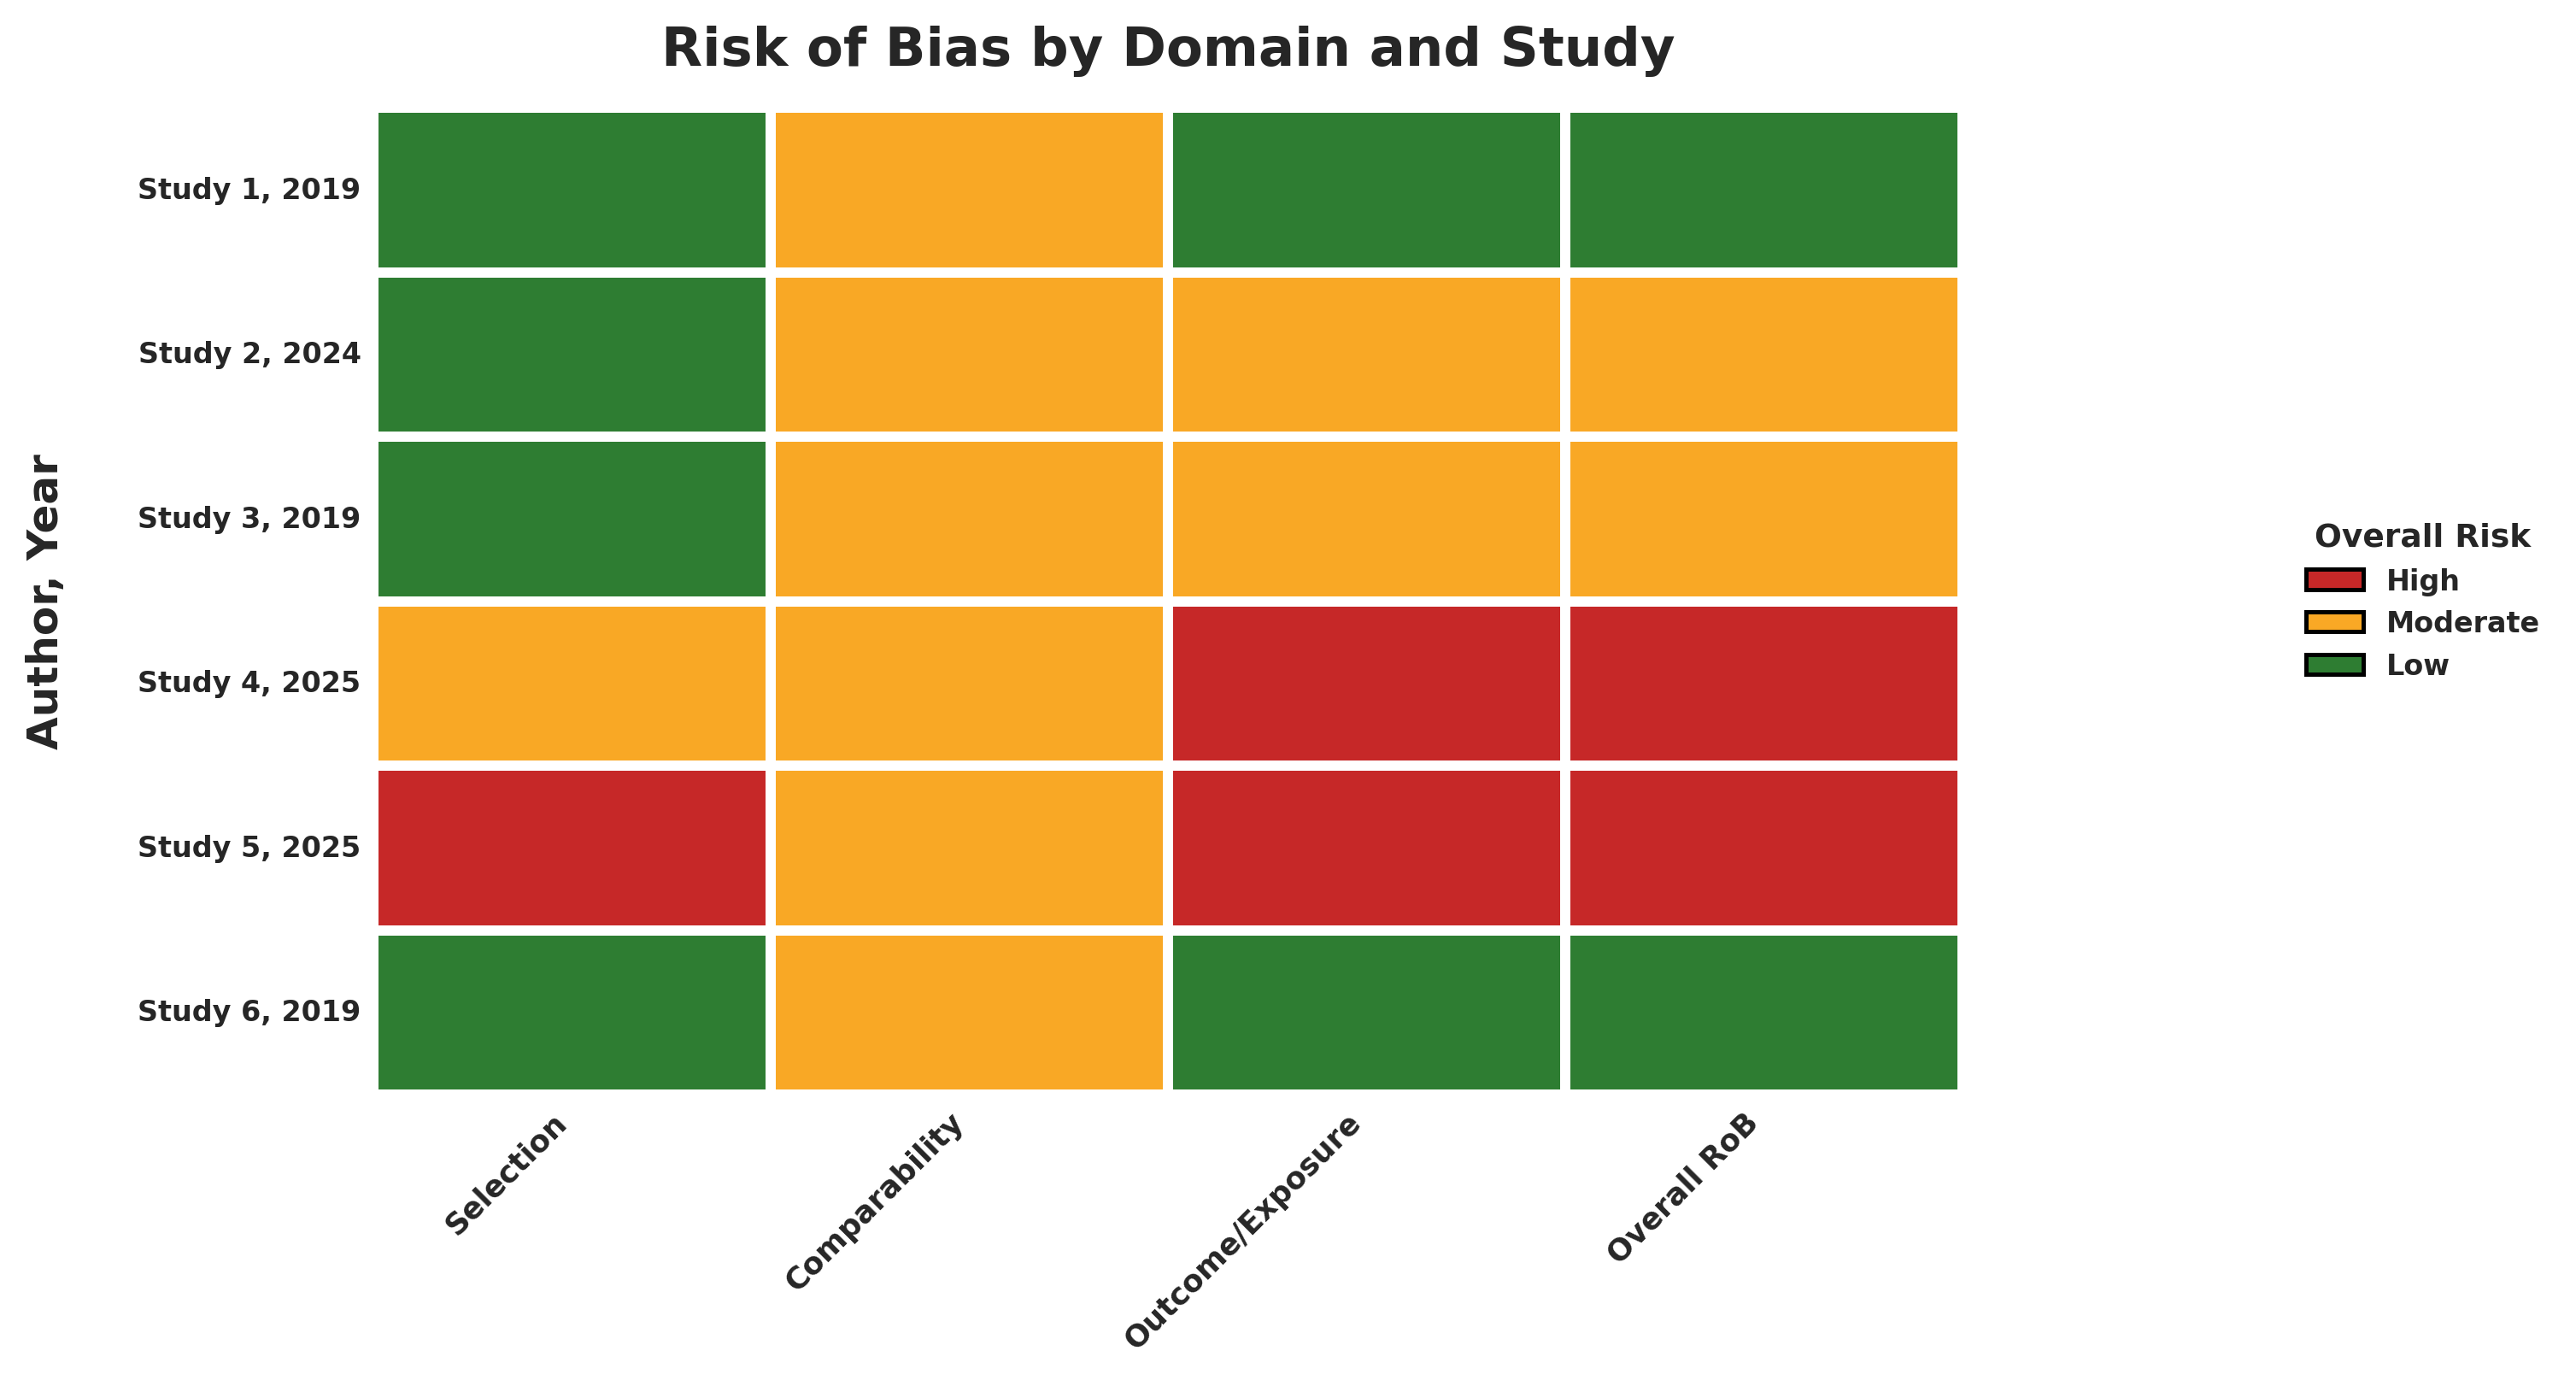 Risk of Bias by Domain and Study
Author, Year
Study 1, 2019
Study 2, 2024
Study 3, 2019
Study 4, 2025
Study 5, 2025
Study 6, 2019
Selection
Comparability
Outcome/Exposure
Overall RoB
Overall Risk
High
Moderate
Low